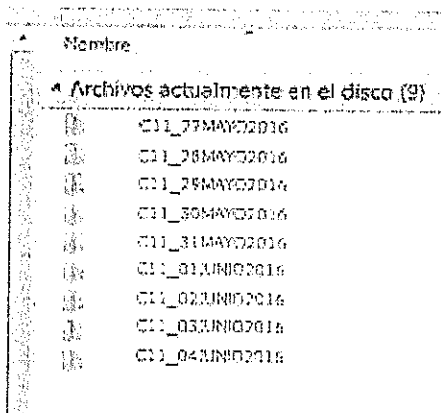 Nombre
Archivos actualmente en el disco (9)
C11_27MAYO2016
C11_28MAYO2016
C11_29MAYO2016
C11_30MAYO2016
C11_31MAYO2016
C11_01JUNIO2016
C11_02JUNIO2016
C11_03JUNIO2016
C11_04JUNIO2016